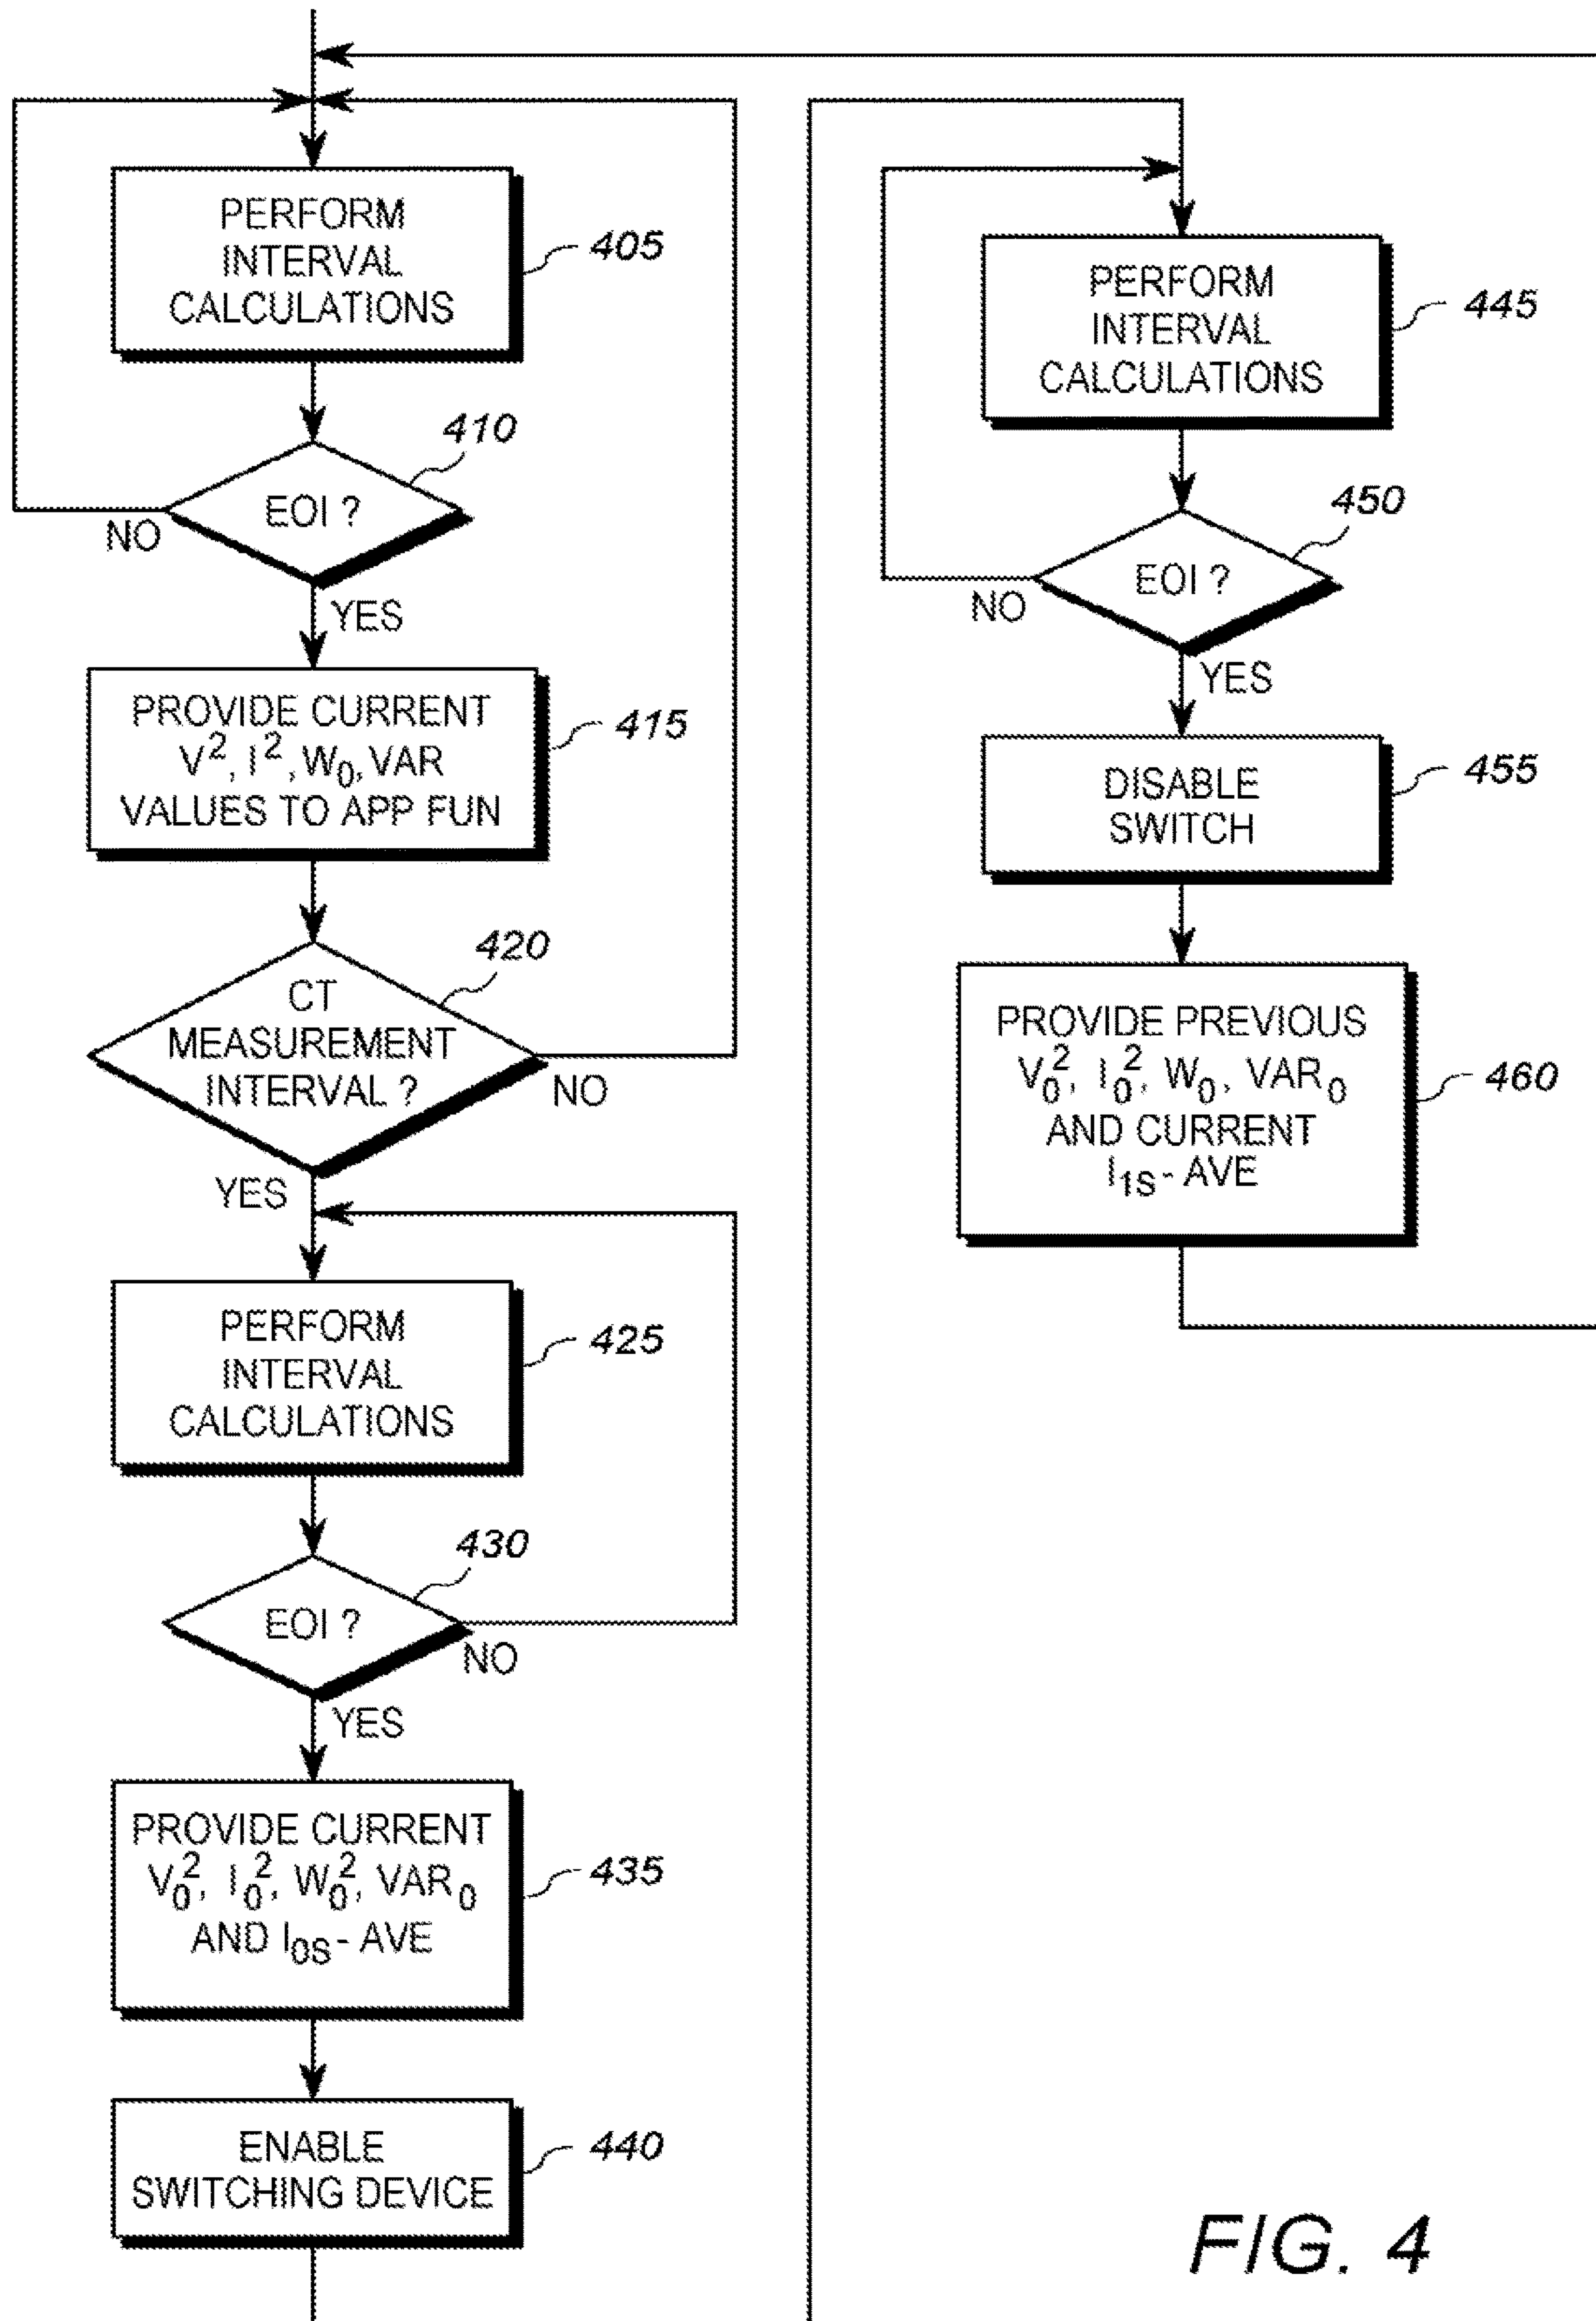 PERFORM
INTERVAL
CALCULATIONS
405
410
EOI ?
NO
YES
PROVIDE CURRENT
V², I², W₀, VAR
VALUES TO APP FUN
415
420
CT
MEASUREMENT
INTERVAL ?
NO
YES
PERFORM
INTERVAL
CALCULATIONS
425
430
EOI ?
NO
YES
PROVIDE CURRENT
V₀², I₀², W₀², VAR₀
AND I₀S - AVE
435
ENABLE
SWITCHING DEVICE
440
PERFORM
INTERVAL
CALCULATIONS
445
450
EOI ?
NO
YES
DISABLE
SWITCH
455
PROVIDE PREVIOUS
V₀², I₀², W₀, VAR₀
AND CURRENT
I₁S - AVE
460
FIG. 4